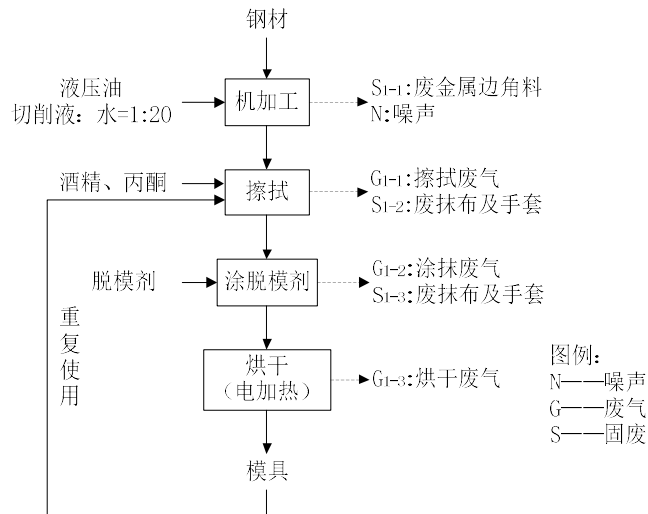 钢材
液压油
切削液：水=1:20
机加工
S1-1:废金属边角料
N:噪声
酒精、丙酮
擦拭
G1-1:擦拭废气
S1-2:废抹布及手套
脱模剂
涂脱模剂
G1-2:涂抹废气
S1-3:废抹布及手套
重复使用
烘干
（电加热）
G1-3:烘干废气
模具
图例：
N——噪声
G——废气
S——固废